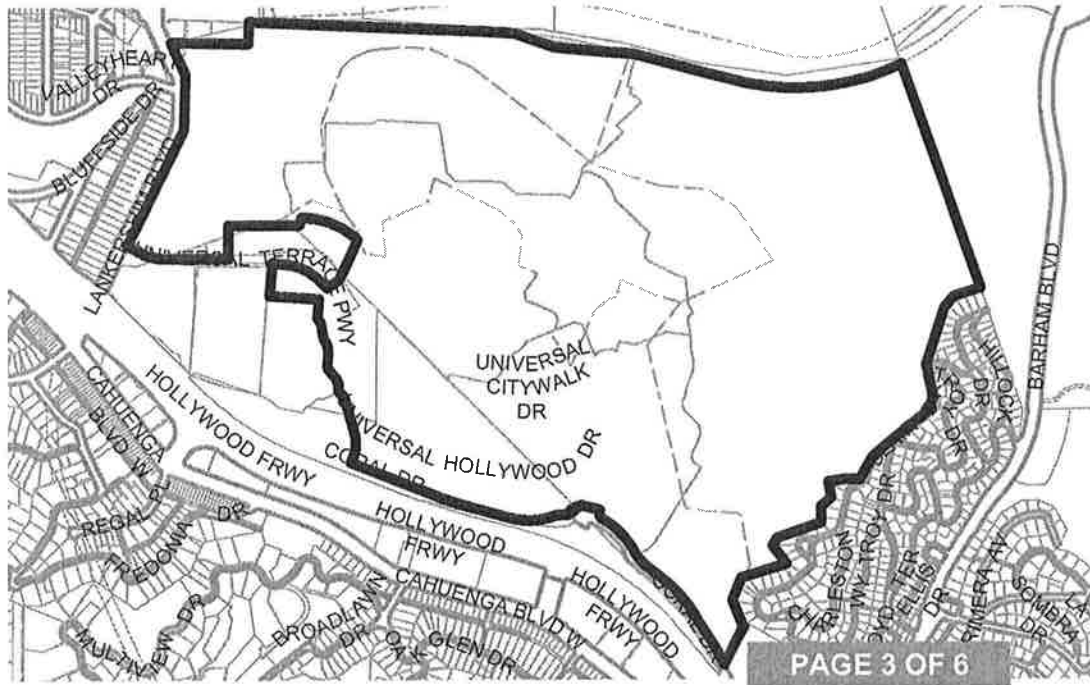 VALLEYHEART
DR
BLUFFSIDE DR
LANKERSHIM BLVD
UNIVERSAL TERRACE PWY
UNIVERSAL
CITYWALK
DR
UNIVERSAL HOLLYWOOD DR
CORAL DR
HOLLYWOOD FRWY
HOLLYWOOD
FRWY
HOLLYWOOD
FRWY
CAHUENGA
BLVD W
CAHUENGA BLVD W
REGAL PL
FREDONIA DR
MULTIVIEW DR
BROADLAWN
DR
OAK
GLEN DR
BARHAM BLVD
HILLOCK
DR
TROY DR
CHARLESTON
WY
TROY DR
TER
ELLIS
DR
PRIMERA AV
LA
SOMBRA
DR
PAGE 3 OF 6